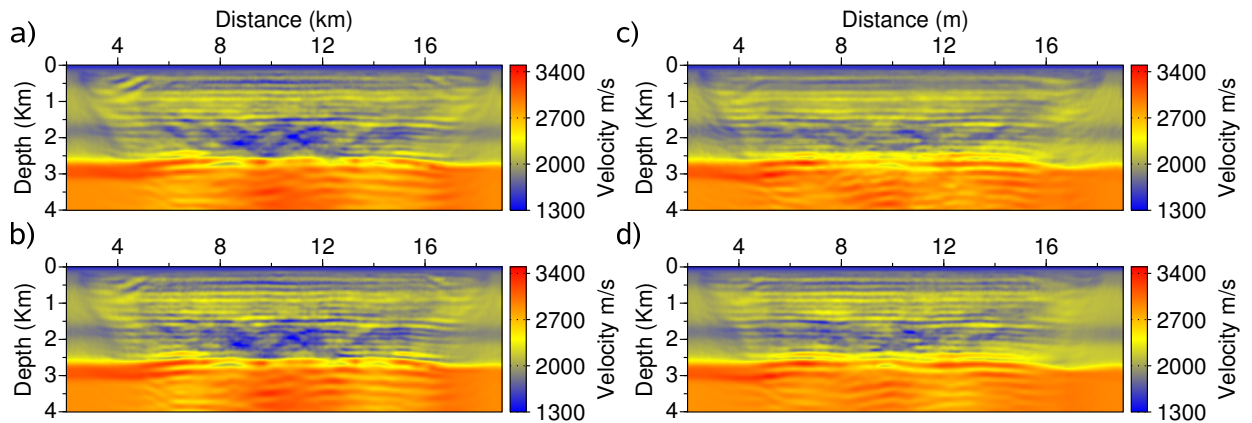 a)
Distance (km)
4 8 12 16
0
1
2
3
4
Depth (Km)
3400
2700
2000
1300
Velocity m/s
c)
Distance (m)
4 8 12 16
0
1
2
3
4
Depth (Km)
3400
2700
2000
1300
Velocity m/s
b)
4 8 12 16
0
1
2
3
4
Depth (Km)
3400
2700
2000
1300
Velocity m/s
d)
4 8 12 16
0
1
2
3
4
Depth (Km)
3400
2700
2000
1300
Velocity m/s